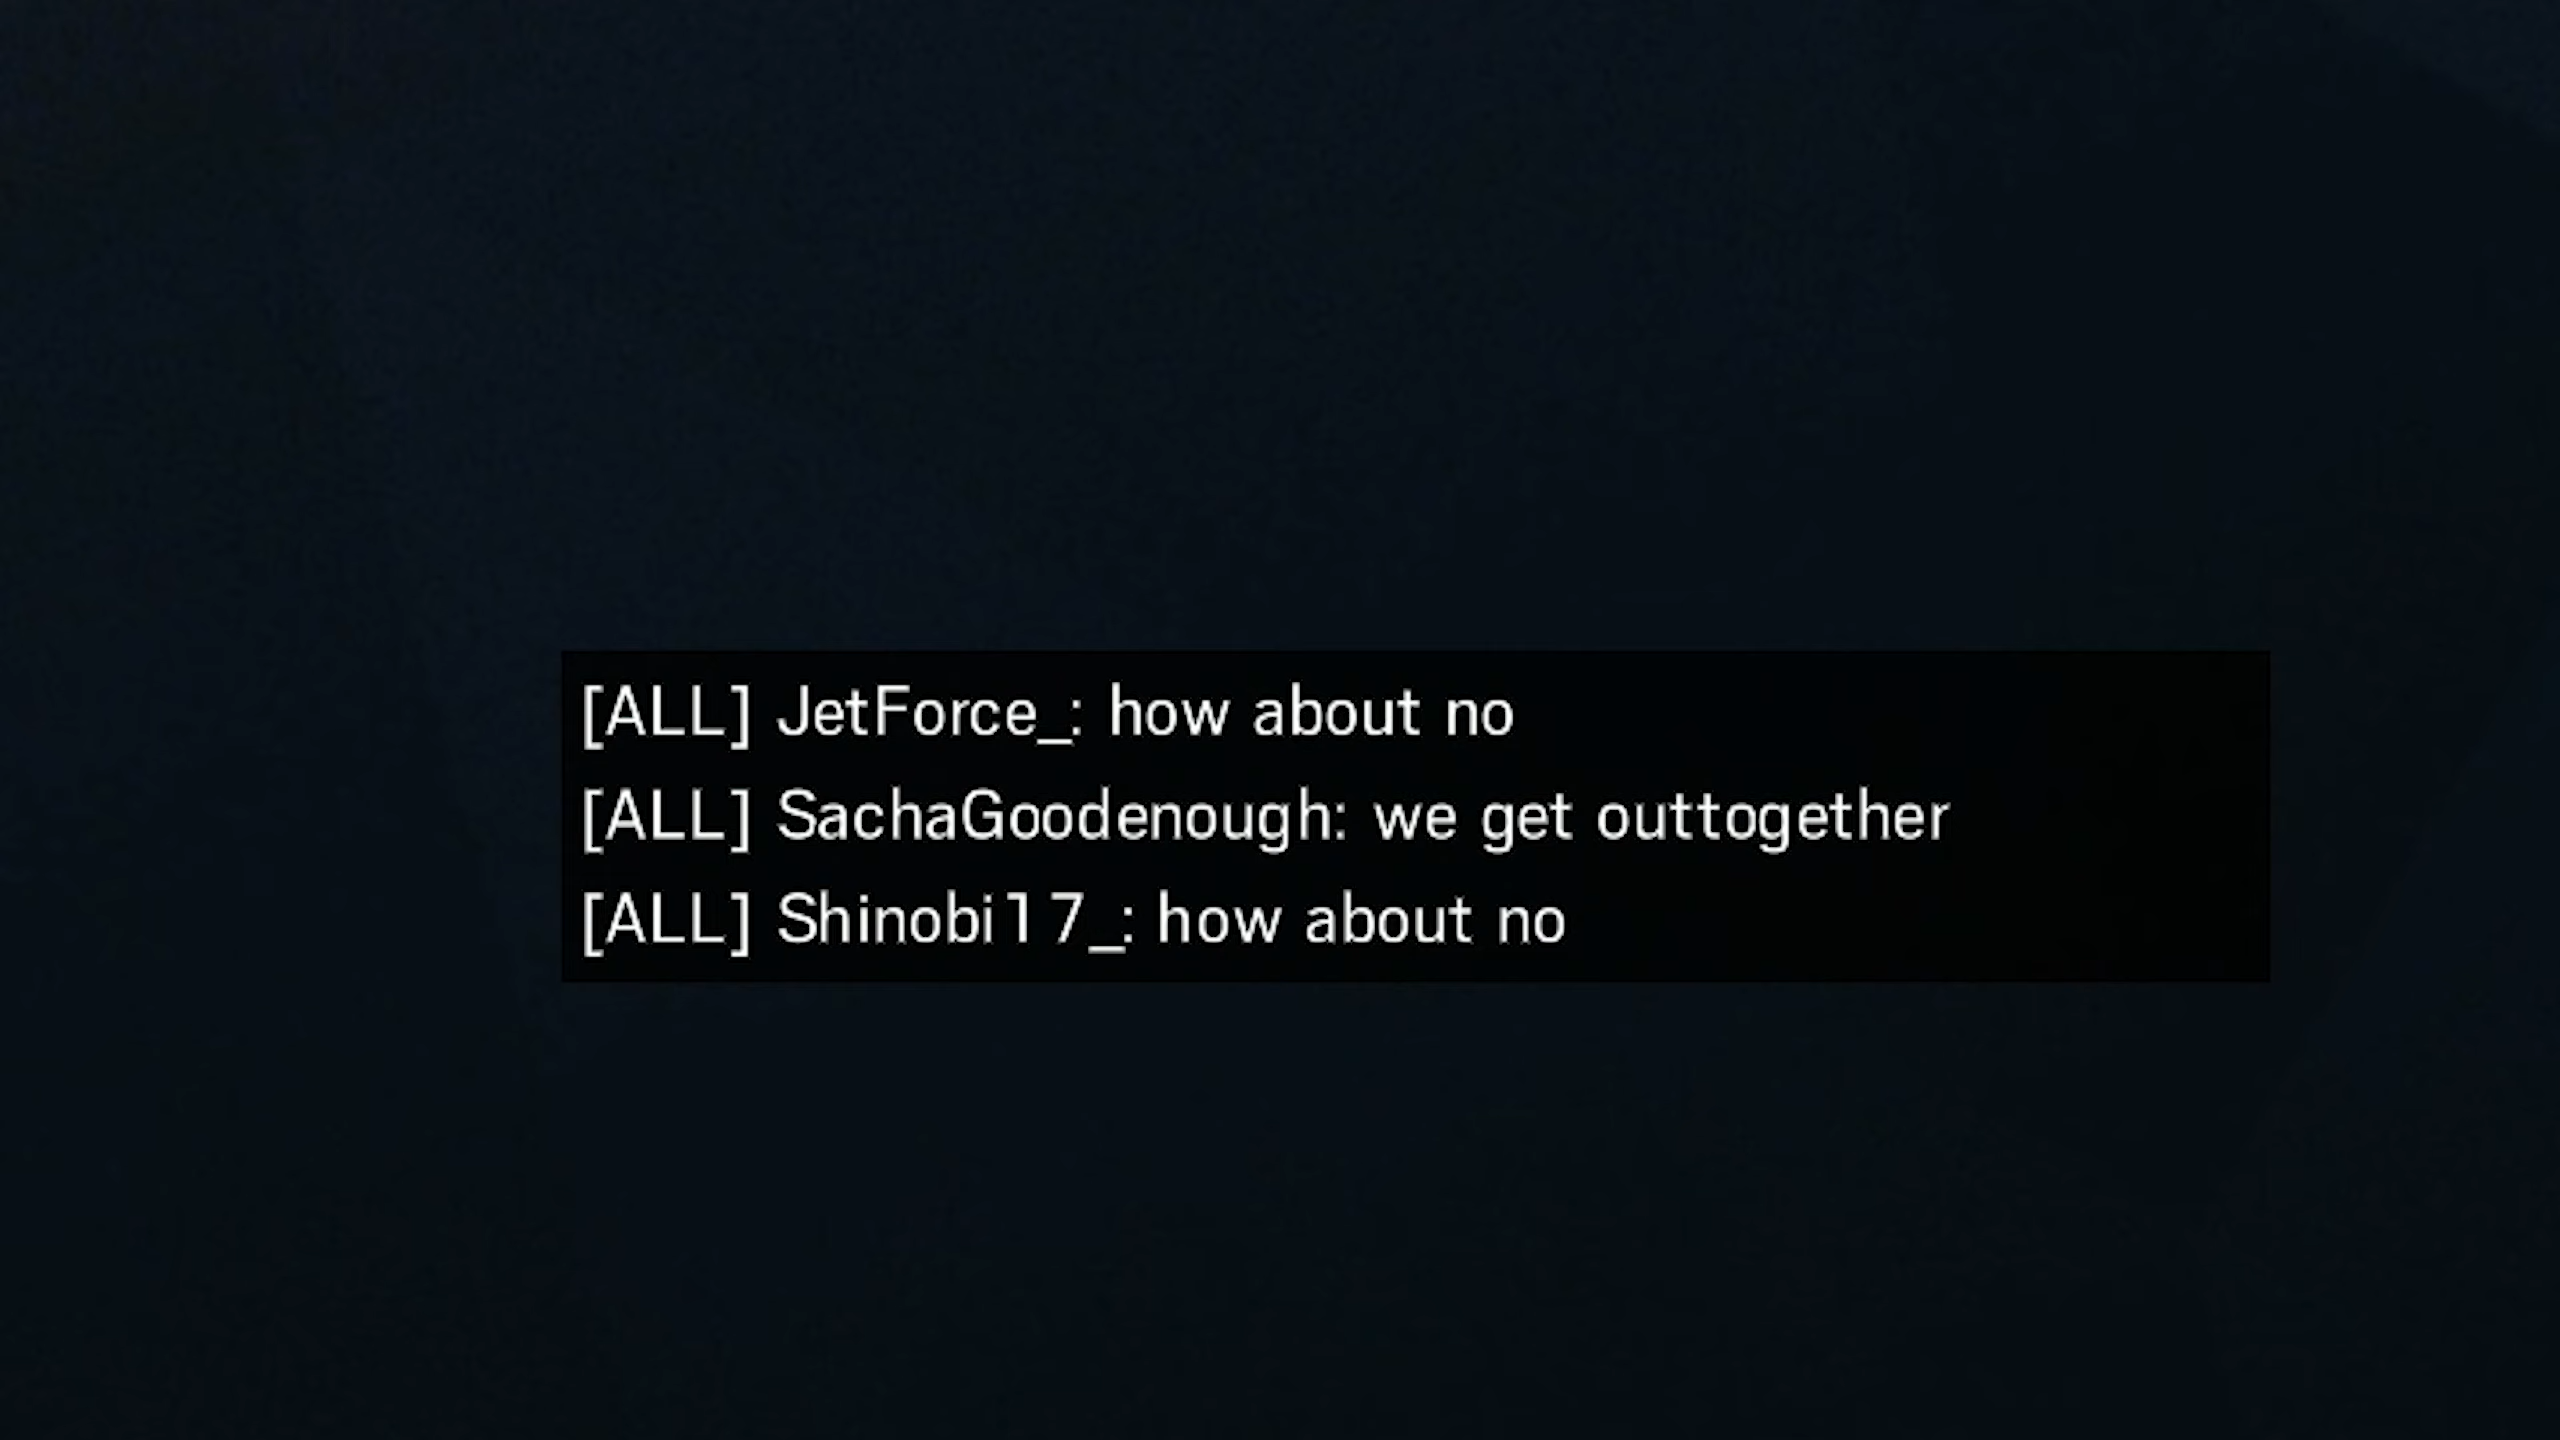 [ALL] JetForce_: how about no
[ALL] SachaGoodenough: we get outtogether
[ALL] Shinobi17_: how about no